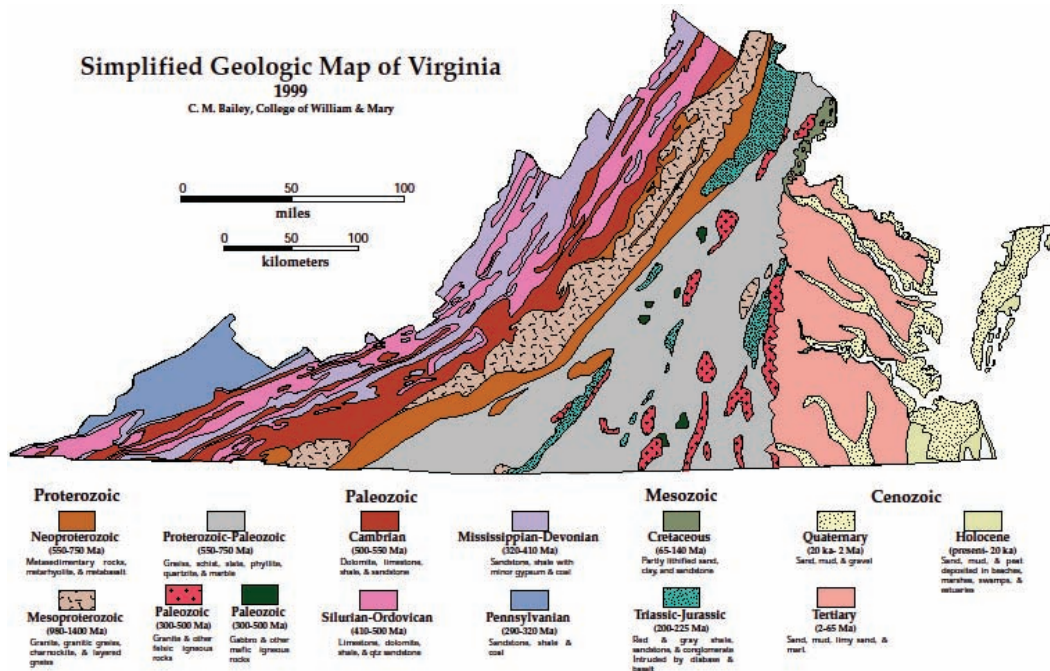 Simplified Geologic Map of Virginia
1999
C. M. Bailey, College of William & Mary
0 50 100
miles
0 50 100
kilometers
Proterozoic
Paleozoic
Mesozoic
Cenozoic
Neoproterozoic
(550-750 Ma)
Metasedimentary rocks,
metarhyolite, & metabasalt
Proterozoic-Paleozoic
(550-750 Ma)
Gneiss, schist, slate, phyllite,
quartzite, & marble
Cambrian
(500-550 Ma)
Dolomite, limestone,
shale, & sandstone
Mississippian-Devonian
(320-410 Ma)
Sandstone, shale with
minor gypsum & coal
Cretaceous
(65-140 Ma)
Partly lithified sand,
clay, and sandstone
Quaternary
(20 ka- 2 Ma)
Sand, mud, & gravel
Holocene
(present- 20 ka)
Sand, mud, & peat
deposited in beaches,
marshes, swamps, &
estuaries
Mesoproterozoic
(980-1400 Ma)
Granite, granitic gneiss,
charnockite, & layered
gneiss
Paleozoic
(300-500 Ma)
Granite & other
felsic igneous
rocks
Paleozoic
(300-500 Ma)
Gabbro & other
mafic igneous
rocks
Silurian-Ordovican
(410-500 Ma)
Limestone, dolomite,
shale, & qtz sandstone
Pennsylvanian
(290-320 Ma)
Sandstone, shale &
coal
Triassic-Jurassic
(200-225 Ma)
Red & gray shale,
sandstone, & conglomerate
Intruded by diabase &
basalt
Tertiary
(2-65 Ma)
Sand, mud, limy sand, &
marl.